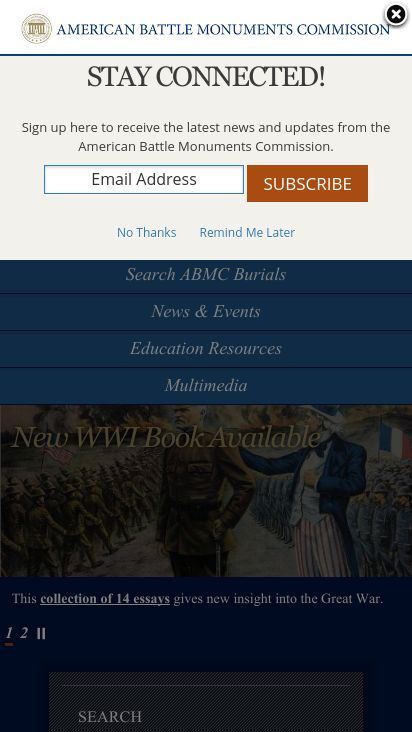 AMERICAN BATTLE MONUMENTS COMMISSION
STAY CONNECTED!
Sign up here to receive the latest news and updates from the
American Battle Monuments Commission.
Email Address
SUBSCRIBE
No Thanks Remind Me Later
Search ABMC Burials
News & Events
Education Resources
Multimedia
New WWI Book Available
This collection of 14 essays gives new insight into the Great War.
1 2
SEARCH